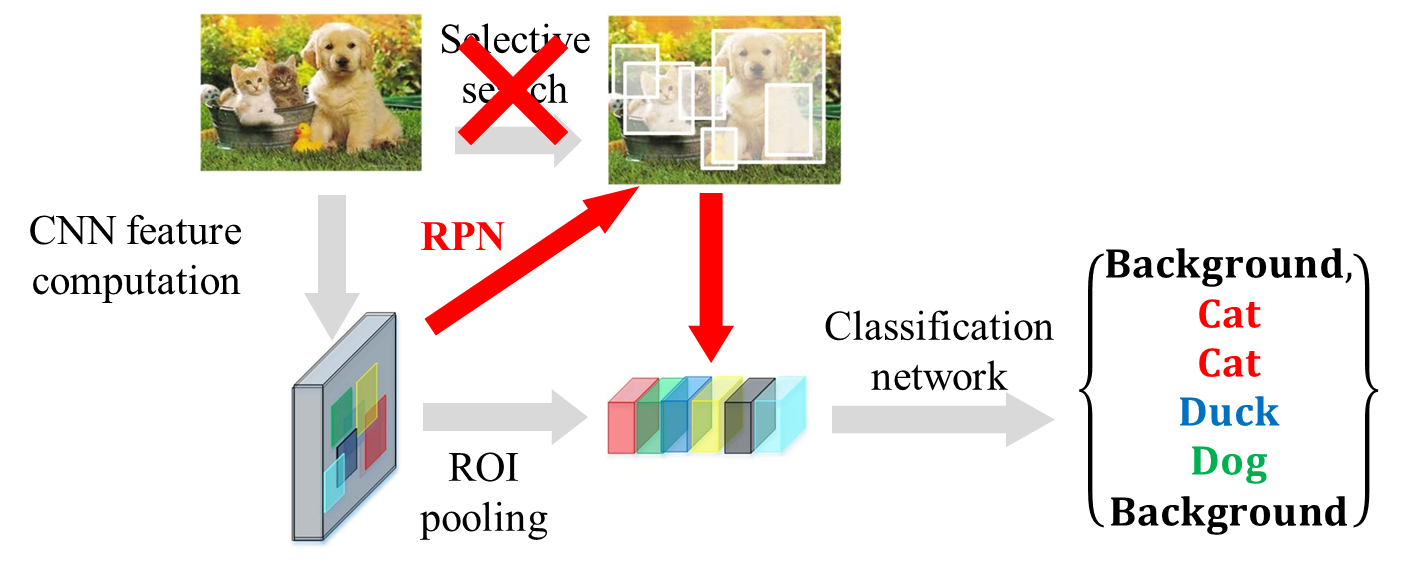 Selective
search
CNN feature
computation
RPN
ROI
pooling
Classification
network
Background,
Cat
Cat
Duck
Dog
Background